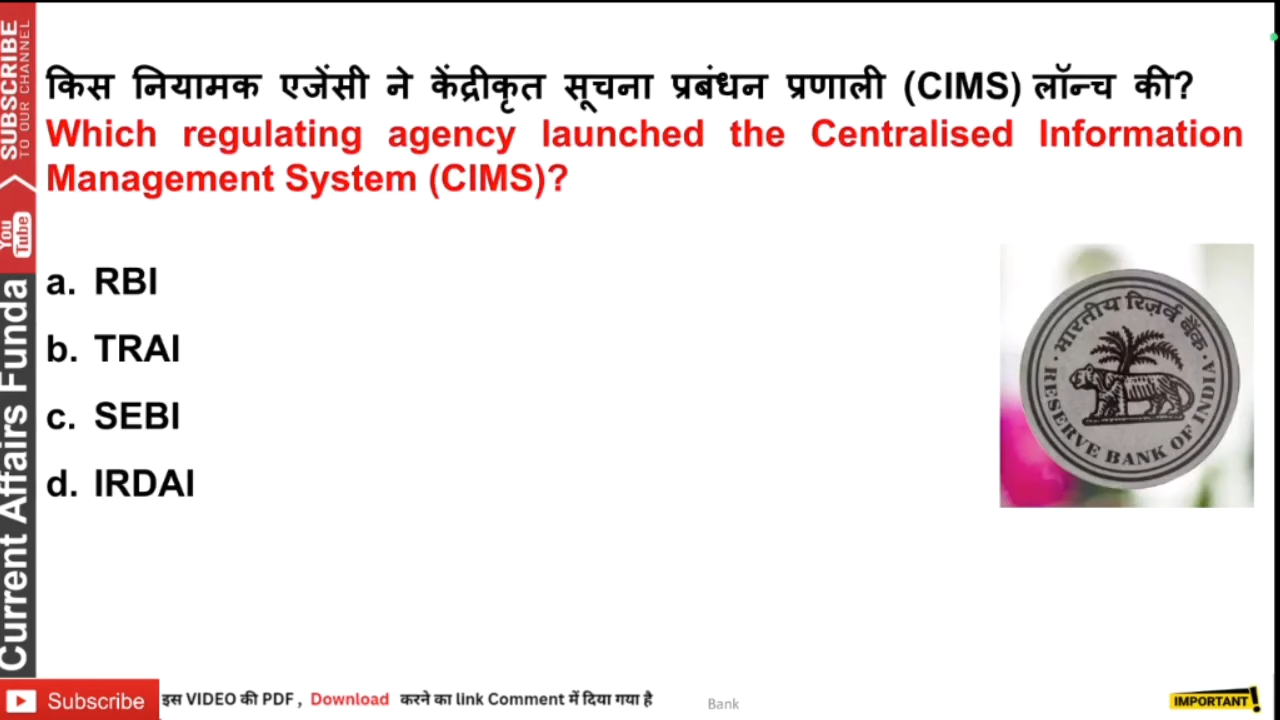 किस नियामक एजेंसी ने केंद्रीकृत सूचना प्रबंधन प्रणाली (CIMS) लॉन्च की?
Which regulating agency launched the Centralised Information
Management System (CIMS)?
a. RBI
b. TRAI
c. SEBI
d. IRDAI
भारतीय रिज़र्व बैंक
RESERVE BANK OF INDIA
SUBSCRIBE
TO OUR CHANNEL
You
Tube
Current Affairs Funda
Subscribe
इस VIDEO की PDF , Download करने का link Comment में दिया गया है
Bank
IMPORTANT!